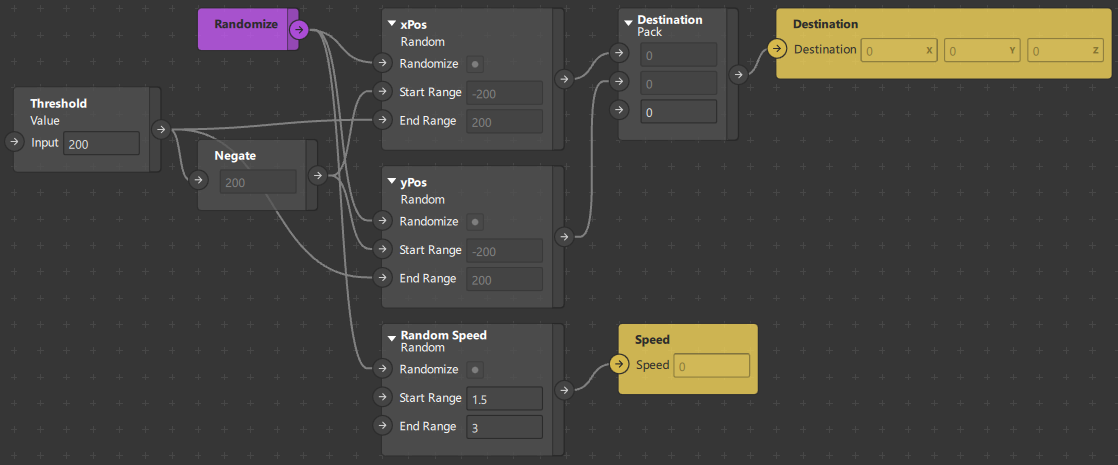 Randomize
Threshold
Value
Input 200
Negate
200
xPos
Random
Randomize
Start Range -200
End Range 200
yPos
Random
Randomize
Start Range -200
End Range 200
Random Speed
Random
Randomize
Start Range 1.5
End Range 3
Destination
Pack
0
0
0
Destination
Destination 0 X 0 Y 0 Z
Speed
Speed 0